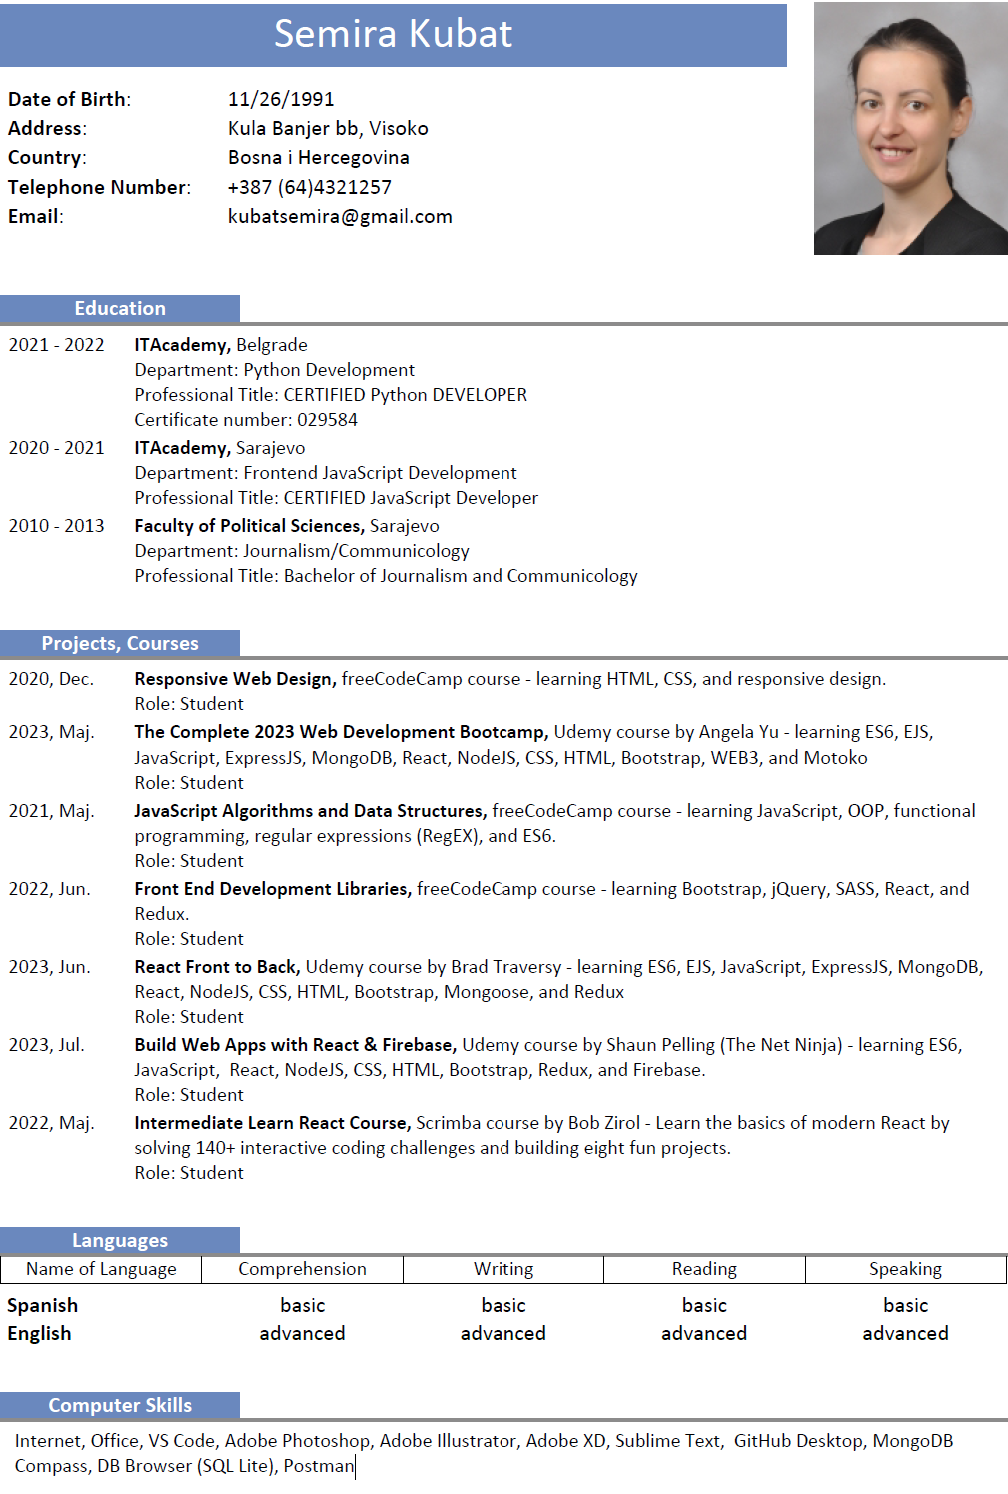 Semira Kubat
Date of Birth: 11/26/1991
Address: Kula Banjer bb, Visoko
Country: Bosna i Hercegovina
Telephone Number: +387 (64)4321257
Email: kubatsemira@gmail.com
Education
2021 - 2022 ITAcademy, Belgrade
Department: Python Development
Professional Title: CERTIFIED Python DEVELOPER
Certificate number: 029584
2020 - 2021 ITAcademy, Sarajevo
Department: Frontend JavaScript Development
Professional Title: CERTIFIED JavaScript Developer
2010 - 2013 Faculty of Political Sciences, Sarajevo
Department: Journalism/Communicology
Professional Title: Bachelor of Journalism and Communicology
Projects, Courses
2020, Dec. Responsive Web Design, freeCodeCamp course - learning HTML, CSS, and responsive design.
Role: Student
2023, Maj. The Complete 2023 Web Development Bootcamp, Udemy course by Angela Yu - learning ES6, EJS,
JavaScript, ExpressJS, MongoDB, React, NodeJS, CSS, HTML, Bootstrap, WEB3, and Motoko
Role: Student
2021, Maj. JavaScript Algorithms and Data Structures, freeCodeCamp course - learning JavaScript, OOP, functional
programming, regular expressions (RegEX), and ES6.
Role: Student
2022, Jun. Front End Development Libraries, freeCodeCamp course - learning Bootstrap, jQuery, SASS, React, and
Redux.
Role: Student
2023, Jun. React Front to Back, Udemy course by Brad Traversy - learning ES6, EJS, JavaScript, ExpressJS, MongoDB,
React, NodeJS, CSS, HTML, Bootstrap, Mongoose, and Redux
Role: Student
2023, Jul. Build Web Apps with React & Firebase, Udemy course by Shaun Pelling (The Net Ninja) - learning ES6,
JavaScript, React, NodeJS, CSS, HTML, Bootstrap, Redux, and Firebase.
Role: Student
2022, Maj. Intermediate Learn React Course, Scrimba course by Bob Zirol - Learn the basics of modern React by
solving 140+ interactive coding challenges and building eight fun projects.
Role: Student
Languages
Name of Language Comprehension Writing Reading Speaking
Spanish basic basic basic basic
English advanced advanced advanced advanced
Computer Skills
Internet, Office, VS Code, Adobe Photoshop, Adobe Illustrator, Adobe XD, Sublime Text, GitHub Desktop, MongoDB
Compass, DB Browser (SQL Lite), Postman